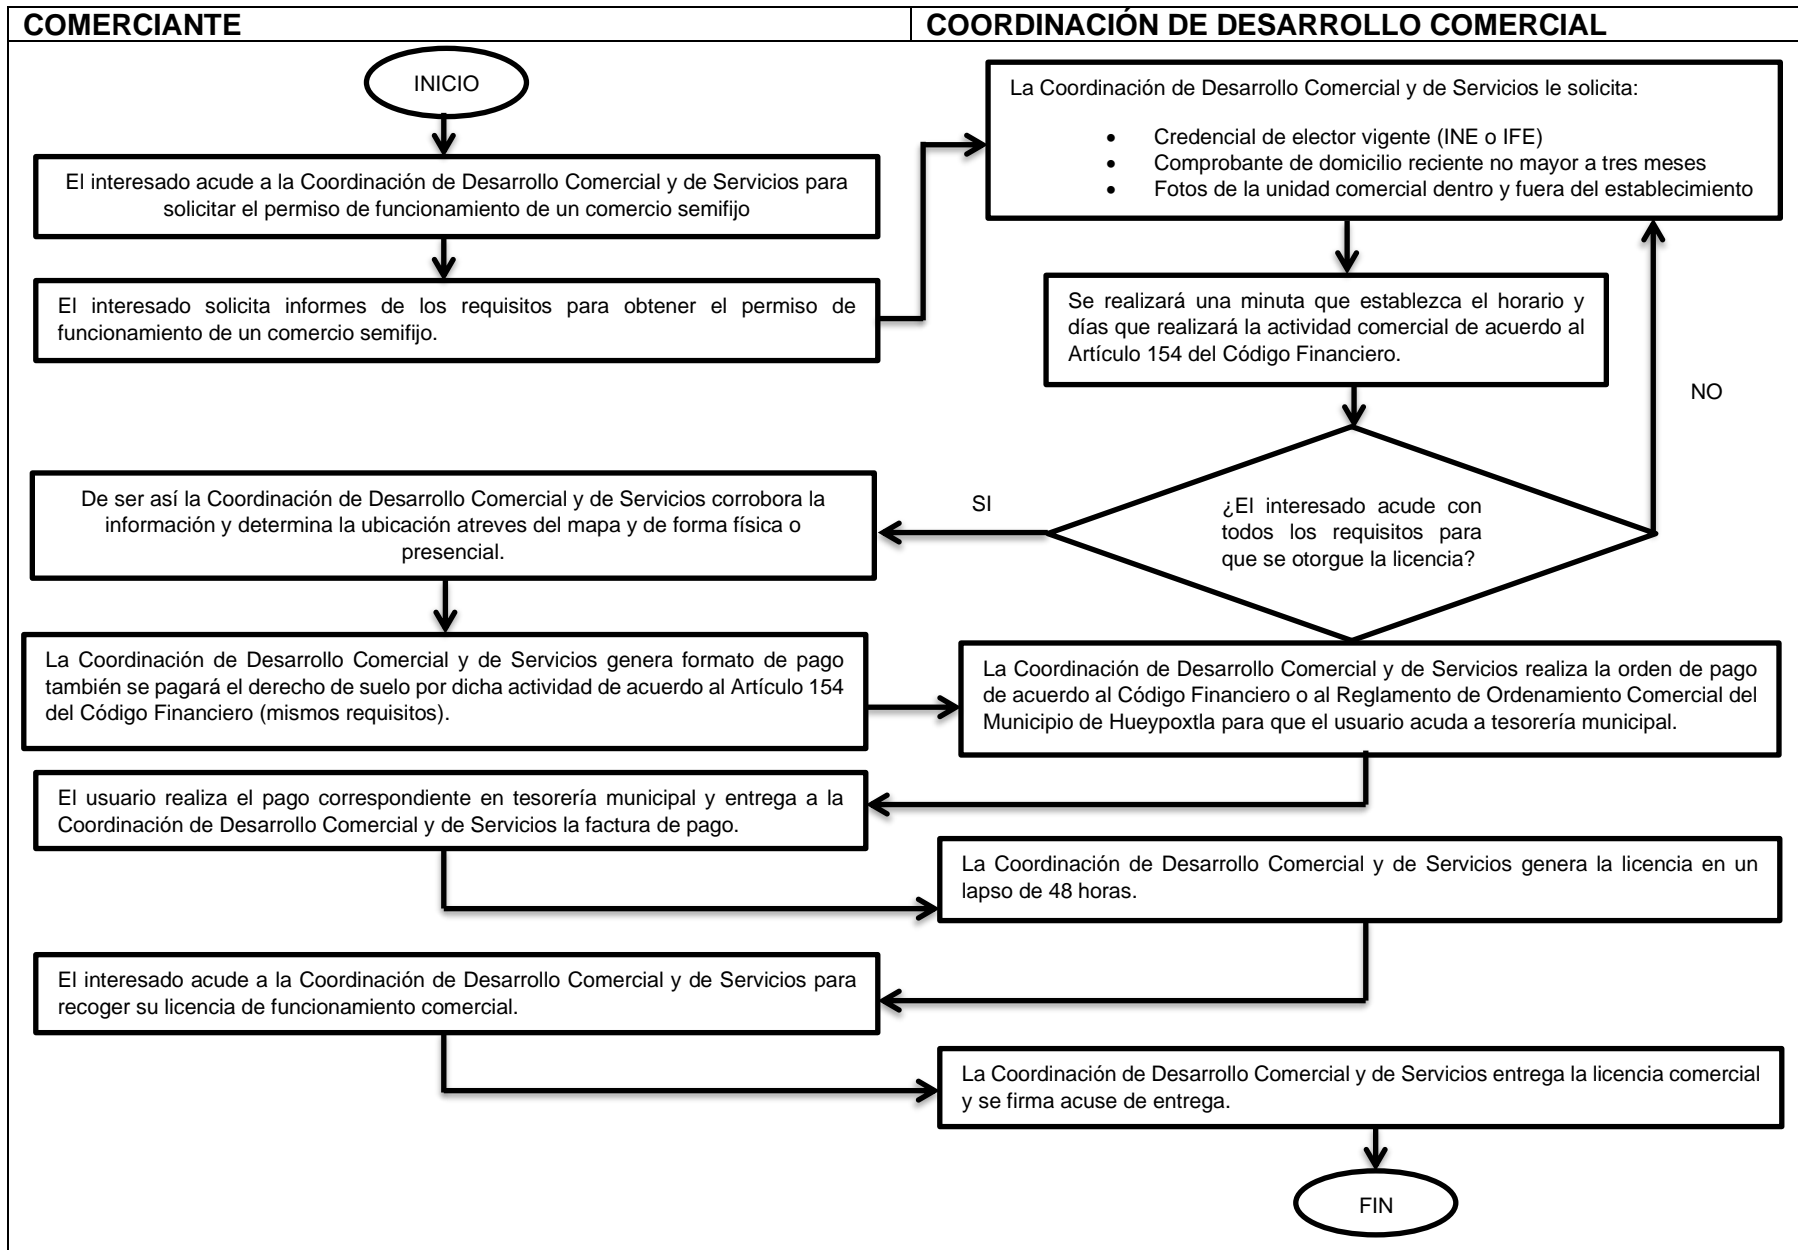 COMERCIANTE
COORDINACIÓN DE DESARROLLO COMERCIAL
INICIO
El interesado acude a la Coordinación de Desarrollo Comercial y de Servicios para
solicitar el permiso de funcionamiento de un comercio semifijo
El interesado solicita informes de los requisitos para obtener el permiso de
funcionamiento de un comercio semifijo.
La Coordinación de Desarrollo Comercial y de Servicios le solicita:
• Credencial de elector vigente (INE o IFE)
• Comprobante de domicilio reciente no mayor a tres meses
• Fotos de la unidad comercial dentro y fuera del establecimiento
Se realizará una minuta que establezca el horario y
días que realizará la actividad comercial de acuerdo al
Artículo 154 del Código Financiero.
NO
¿El interesado acude con
todos los requisitos para
que se otorgue la licencia?
SI
De ser así la Coordinación de Desarrollo Comercial y de Servicios corrobora la
información y determina la ubicación atreves del mapa y de forma física o
presencial.
La Coordinación de Desarrollo Comercial y de Servicios genera formato de pago
también se pagará el derecho de suelo por dicha actividad de acuerdo al Artículo 154
del Código Financiero (mismos requisitos).
La Coordinación de Desarrollo Comercial y de Servicios realiza la orden de pago
de acuerdo al Código Financiero o al Reglamento de Ordenamiento Comercial del
Municipio de Hueypoxtla para que el usuario acuda a tesorería municipal.
El usuario realiza el pago correspondiente en tesorería municipal y entrega a la
Coordinación de Desarrollo Comercial y de Servicios la factura de pago.
La Coordinación de Desarrollo Comercial y de Servicios genera la licencia en un
lapso de 48 horas.
El interesado acude a la Coordinación de Desarrollo Comercial y de Servicios para
recoger su licencia de funcionamiento comercial.
La Coordinación de Desarrollo Comercial y de Servicios entrega la licencia comercial
y se firma acuse de entrega.
FIN